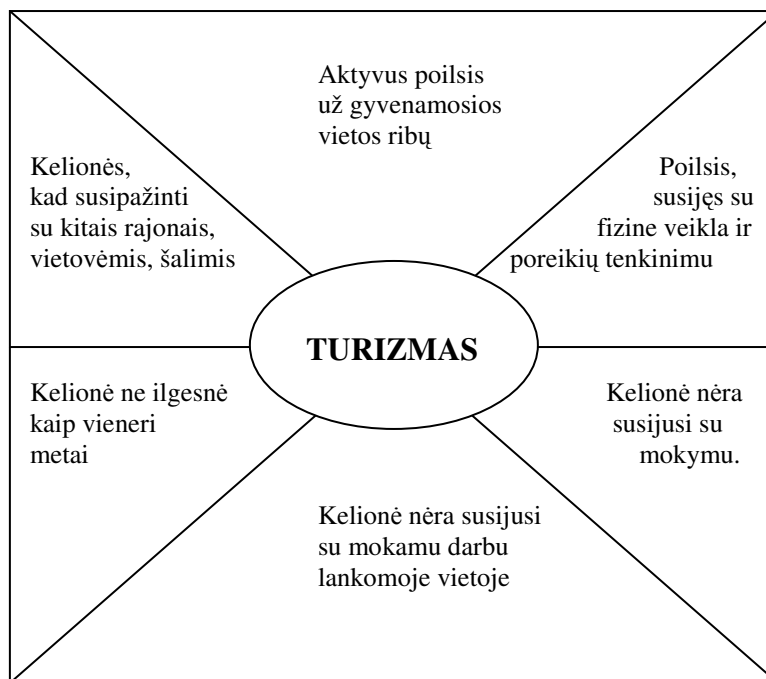 Aktyvus poilsis
už gyvenamosios
vietos ribų
Kelionės,
kad susipažinti
su kitais rajonais,
vietovėmis, šalimis
Poilsis,
susijęs su
fizine veikla ir
poreikių tenkinimu
TURIZMAS
Kelionė ne ilgesnė
kaip vieneri
metai
Kelionė nėra
susijusi su
mokymu.
Kelionė nėra susijusi
su mokamu darbu
lankomoje vietoje